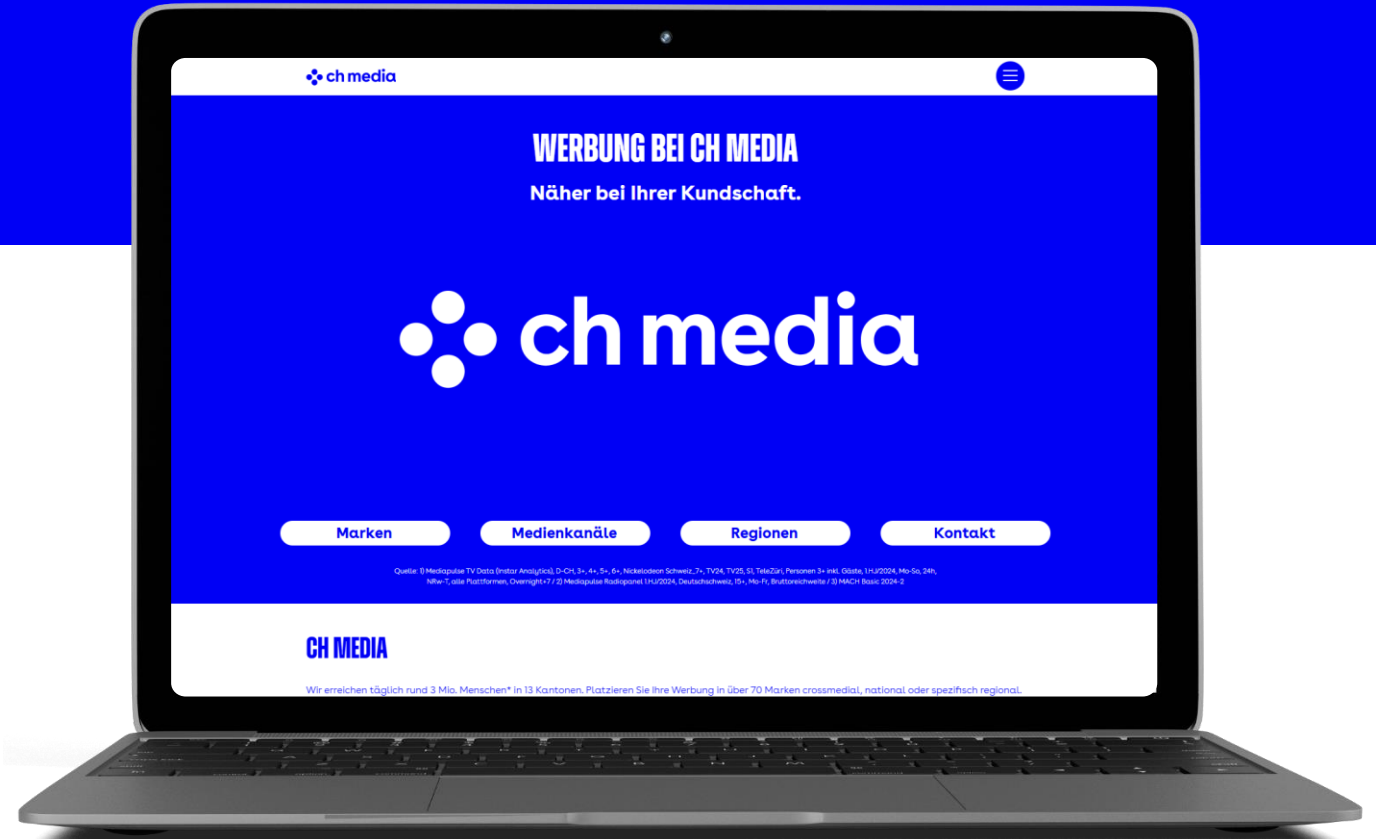 ch media
WERBUNG BEI CH MEDIA
Näher bei Ihrer Kundschaft.
ch media
Marken
Medienkanäle
Regionen
Kontakt
Quelle: 1) Mediapulse TV Data (Instar Analytics), D-CH, 3+, 4+, 5+, 6+, Nickelodeon Schweiz_7+, TV24, TV25, S1, TeleZüri, Personen 3+ inkl. Gäste, 1.HJ/2024, Mo-So, 24h,
NRw-T, alle Plattformen, Overnight+7 / 2) Mediapulse Radiopanel 1.HJ/2024, Deutschschweiz, 15+, Mo-Fr, Bruttoreichweite / 3) MACH Basic 2024-2
CH MEDIA
Wir erreichen täglich rund 3 Mio. Menschen* in 13 Kantonen. Platzieren Sie Ihre Werbung in über 70 Marken crossmedial, national oder spezifisch regional.